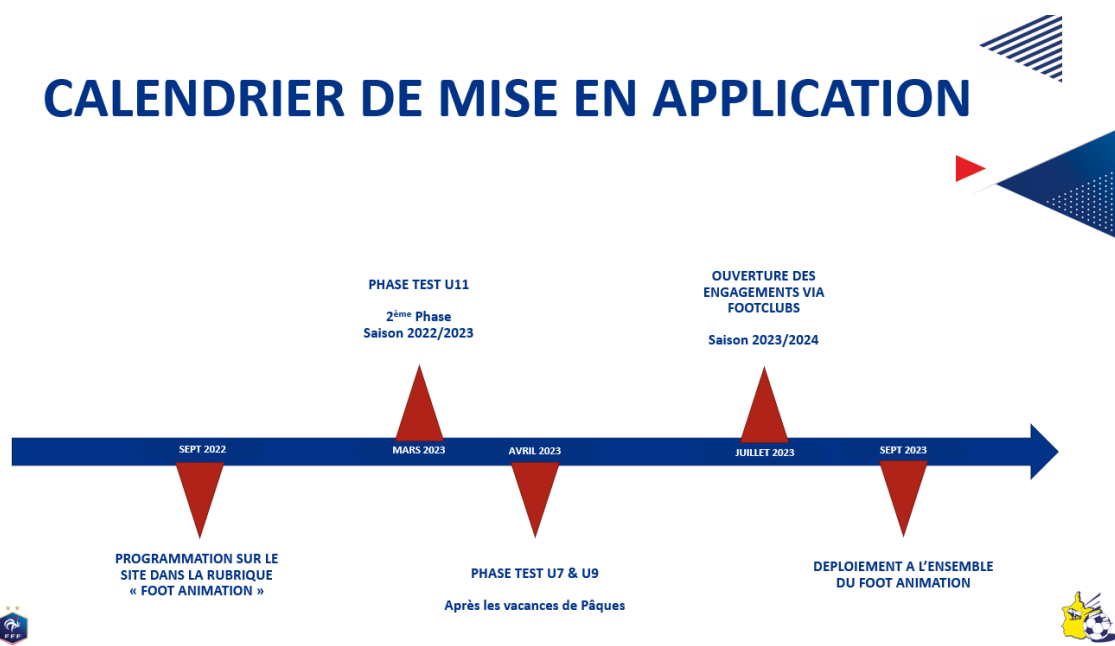 CALENDRIER DE MISE EN APPLICATION
PHASE TEST U11
2ème Phase
Saison 2022/2023
OUVERTURE DES
ENGAGEMENTS VIA
FOOTCLUBS
Saison 2023/2024
SEPT 2022
MARS 2023
AVRIL 2023
JUILLET 2023
SEPT 2023
PROGRAMMATION SUR LE
SITE DANS LA RUBRIQUE
« FOOT ANIMATION »
PHASE TEST U7 & U9
Après les vacances de Pâques
DEPLOIEMENT A L’ENSEMBLE
DU FOOT ANIMATION
FFF